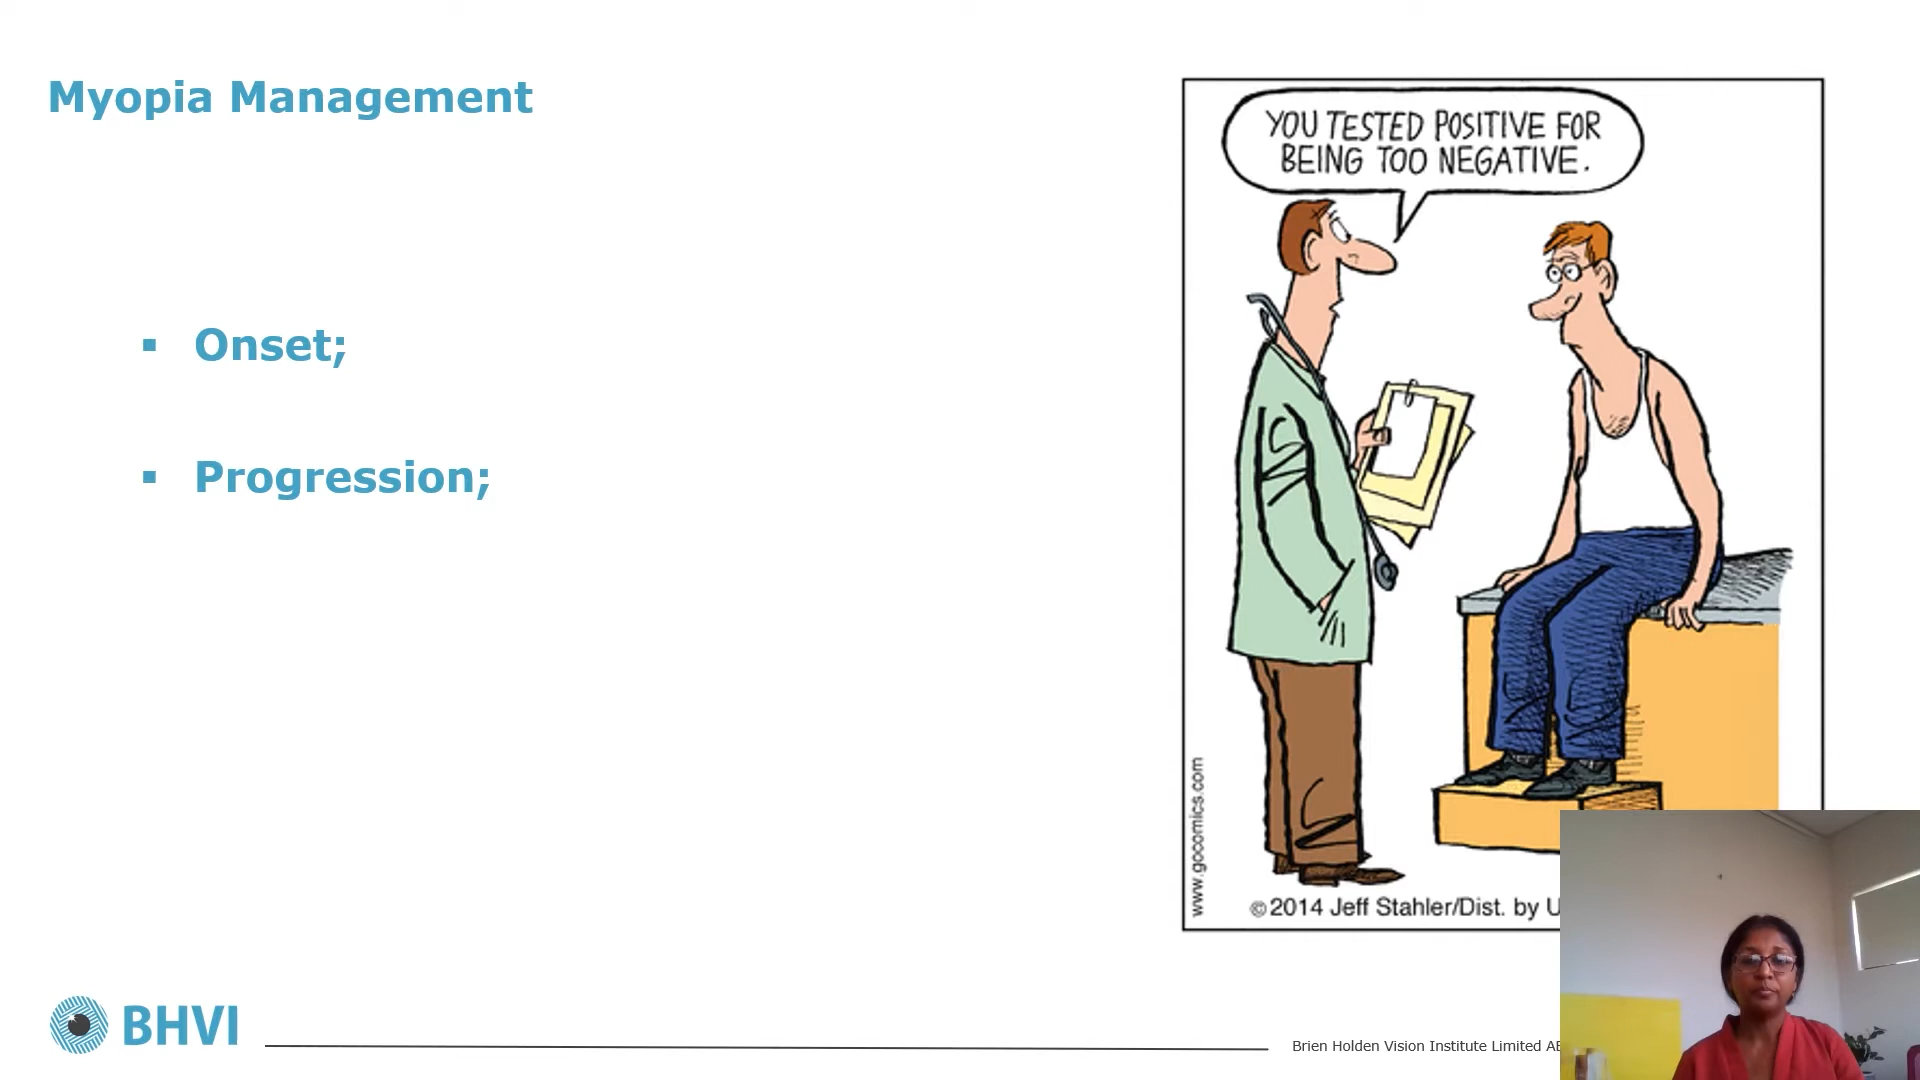 Myopia Management
YOU TESTED POSITIVE FOR
BEING TOO NEGATIVE.
▪ Onset;
▪ Progression;
www.gocomics.com
©2014 Jeff Stahler/Dist. by
BHVI
Brien Holden Vision Institute Limited